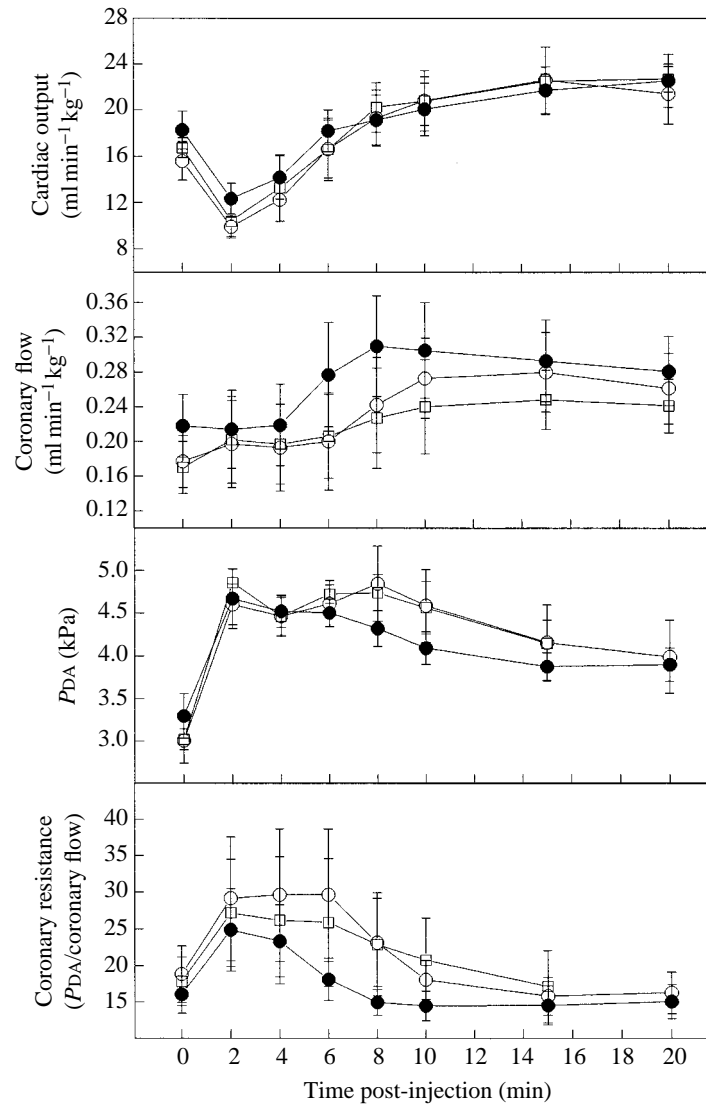 Cardiac output
(ml min−1 kg−1)
28
24
20
16
12
8
Coronary flow
(ml min−1 kg−1)
0.36
0.32
0.28
0.24
0.20
0.16
0.12
PDA (kPa)
5.0
4.5
4.0
3.5
3.0
Coronary resistance
(PDA/coronary flow)
40
35
30
25
20
15
0 2 4 6 8 10 12 14 16 18 20
Time post-injection (min)